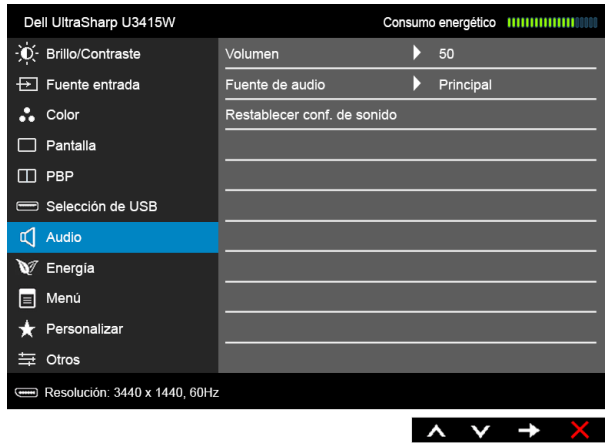 Dell UltraSharp U3415W Consumo energético
Brillo/Contraste Volumen 50
Fuente entrada Fuente de audio Principal
Color Restablecer conf. de sonido
Pantalla
PBP
Selección de USB
Audio
Energía
Menú
Personalizar
Otros
Resolución: 3440 x 1440, 60Hz